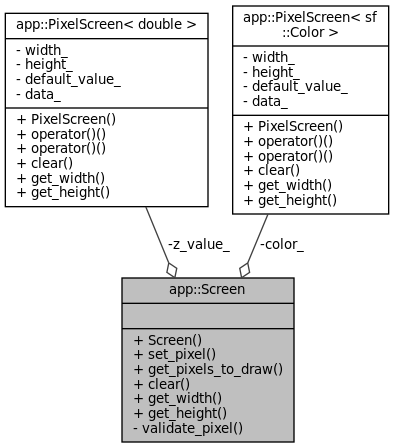 app::PixelScreen< double >
- width_
- height_
- default_value_
- data_
+ PixelScreen()
+ operator()()
+ operator()()
+ clear()
+ get_width()
+ get_height()
app::PixelScreen< sf
::Color >
- width_
- height_
- default_value_
- data_
+ PixelScreen()
+ operator()()
+ operator()()
+ clear()
+ get_width()
+ get_height()
-z_value_
-color_
app::Screen
+ Screen()
+ set_pixel()
+ get_pixels_to_draw()
+ clear()
+ get_width()
+ get_height()
- validate_pixel()